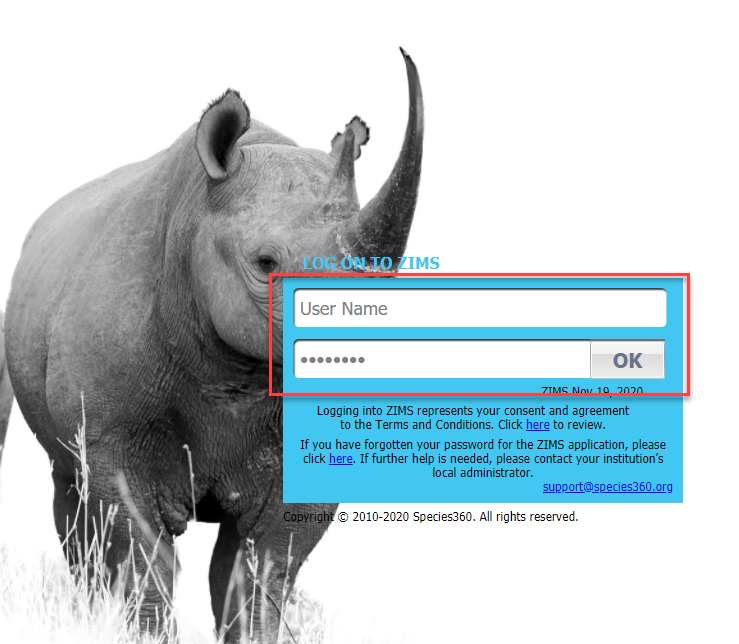 LOG ON TO ZIMS
User Name
••••••••
OK
ZIMS Nov 19, 2020
Logging into ZIMS represents your consent and agreement
to the Terms and Conditions. Click here to review.
If you have forgotten your password for the ZIMS application, please
click here. If further help is needed, please contact your institution's
local administrator.
support@species360.org
Copyright © 2010-2020 Species360. All rights reserved.